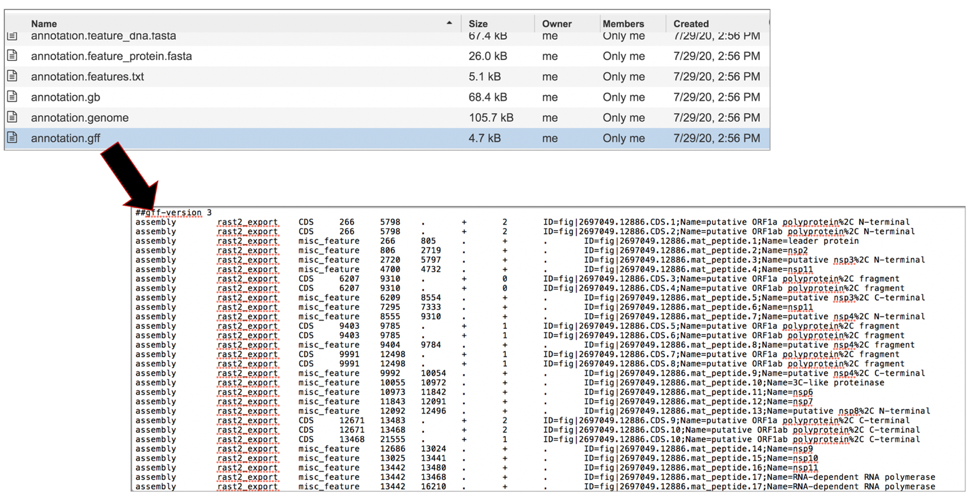 Name Size Owner Members Created
annotation.feature_dna.fasta 67.4 kB me Only me 7/29/20, 2:56 PM
annotation.feature_protein.fasta 26.0 kB me Only me 7/29/20, 2:56 PM
annotation.features.txt 5.1 kB me Only me 7/29/20, 2:56 PM
annotation.gb 68.4 kB me Only me 7/29/20, 2:56 PM
annotation.genome 105.7 kB me Only me 7/29/20, 2:56 PM
annotation.gff 4.7 kB me Only me 7/29/20, 2:56 PM
##gff-version 3
assembly rast2_export CDS 266 5798 . + 2 ID=fig|2697049.12886.CDS.1;Name=putative ORF1a polyprotein%2C N-terminal
assembly rast2_export CDS 266 5798 . + 2 ID=fig|2697049.12886.CDS.2;Name=putative ORF1ab polyprotein%2C N-terminal
assembly rast2_export misc_feature 266 805 . + . ID=fig|2697049.12886.mat_peptide.1;Name=leader protein
assembly rast2_export misc_feature 806 2719 . + . ID=fig|2697049.12886.mat_peptide.2;Name=nsp2
assembly rast2_export misc_feature 2720 5797 . + . ID=fig|2697049.12886.mat_peptide.3;Name=putative nsp3%2C N-terminal
assembly rast2_export misc_feature 4700 4732 . + . ID=fig|2697049.12886.mat_peptide.4;Name=nsp11
assembly rast2_export CDS 6207 9310 . + 0 ID=fig|2697049.12886.CDS.3;Name=putative ORF1a polyprotein%2C fragment
assembly rast2_export CDS 6207 9310 . + 0 ID=fig|2697049.12886.CDS.4;Name=putative ORF1ab polyprotein%2C fragment
assembly rast2_export misc_feature 6209 8554 . + . ID=fig|2697049.12886.mat_peptide.5;Name=putative nsp3%2C C-terminal
assembly rast2_export misc_feature 7295 7333 . + . ID=fig|2697049.12886.mat_peptide.6;Name=nsp11
assembly rast2_export misc_feature 8555 9310 . + . ID=fig|2697049.12886.mat_peptide.7;Name=putative nsp4%2C N-terminal
assembly rast2_export CDS 9403 9785 . + 1 ID=fig|2697049.12886.CDS.5;Name=putative ORF1a polyprotein%2C fragment
assembly rast2_export CDS 9403 9785 . + 1 ID=fig|2697049.12886.CDS.6;Name=putative ORF1ab polyprotein%2C fragment
assembly rast2_export misc_feature 9404 9784 . + . ID=fig|2697049.12886.mat_peptide.8;Name=putative nsp4%2C fragment
assembly rast2_export CDS 9991 12498 . + 1 ID=fig|2697049.12886.CDS.7;Name=putative ORF1a polyprotein%2C fragment
assembly rast2_export CDS 9991 12498 . + 1 ID=fig|2697049.12886.CDS.8;Name=putative ORF1ab polyprotein%2C fragment
assembly rast2_export misc_feature 9992 10054 . + . ID=fig|2697049.12886.mat_peptide.9;Name=putative nsp4%2C C-terminal
assembly rast2_export misc_feature 10055 10972 . + . ID=fig|2697049.12886.mat_peptide.10;Name=3C-like proteinase
assembly rast2_export misc_feature 10973 11842 . + . ID=fig|2697049.12886.mat_peptide.11;Name=nsp6
assembly rast2_export misc_feature 11843 12091 . + . ID=fig|2697049.12886.mat_peptide.12;Name=nsp7
assembly rast2_export misc_feature 12092 12496 . + . ID=fig|2697049.12886.mat_peptide.13;Name=putative nsp8%2C N-terminal
assembly rast2_export CDS 12671 13483 . + 2 ID=fig|2697049.12886.CDS.9;Name=putative ORF1a polyprotein%2C C-terminal
assembly rast2_export CDS 12671 13468 . + 2 ID=fig|2697049.12886.CDS.10;Name=putative ORF1ab polyprotein%2C C-terminal
assembly rast2_export CDS 13468 21555 . + 1 ID=fig|2697049.12886.CDS.10;Name=putative ORF1ab polyprotein%2C C-terminal
assembly rast2_export misc_feature 12686 13024 . + . ID=fig|2697049.12886.mat_peptide.14;Name=nsp9
assembly rast2_export misc_feature 13025 13441 . + . ID=fig|2697049.12886.mat_peptide.15;Name=nsp10
assembly rast2_export misc_feature 13442 13480 . + . ID=fig|2697049.12886.mat_peptide.16;Name=nsp11
assembly rast2_export misc_feature 13442 13468 . + . ID=fig|2697049.12886.mat_peptide.17;Name=RNA-dependent RNA polymerase
assembly rast2_export misc_feature 13442 16210 . + . ID=fig|2697049.12886.mat_peptide.17;Name=RNA-dependent RNA polymerase